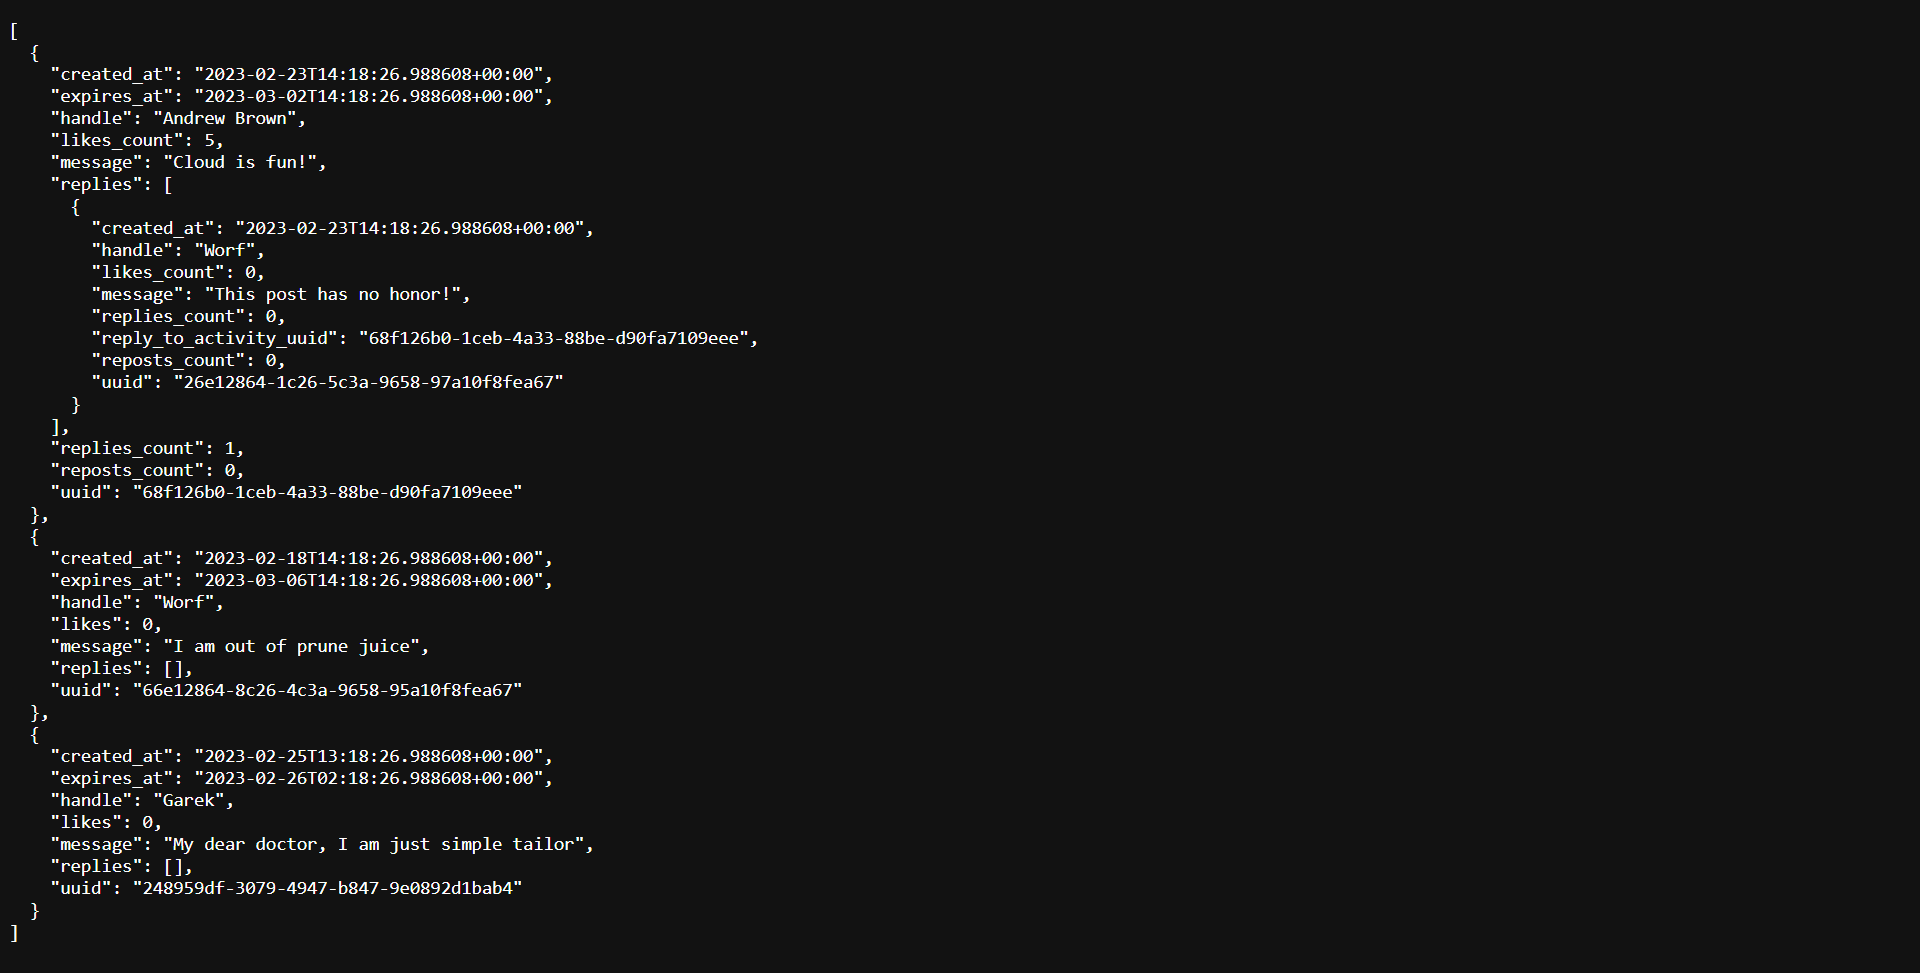 [
  {
    "created_at": "2023-02-23T14:18:26.988608+00:00",
    "expires_at": "2023-03-02T14:18:26.988608+00:00",
    "handle": "Andrew Brown",
    "likes_count": 5,
    "message": "Cloud is fun!",
    "replies": [
      {
        "created_at": "2023-02-23T14:18:26.988608+00:00",
        "handle": "Worf",
        "likes_count": 0,
        "message": "This post has no honor!",
        "replies_count": 0,
        "reply_to_activity_uuid": "68f126b0-1ceb-4a33-88be-d90fa7109eee",
        "reposts_count": 0,
        "uuid": "26e12864-1c26-5c3a-9658-97a10f8fea67"
      }
    ],
    "replies_count": 1,
    "reposts_count": 0,
    "uuid": "68f126b0-1ceb-4a33-88be-d90fa7109eee"
  },
  {
    "created_at": "2023-02-18T14:18:26.988608+00:00",
    "expires_at": "2023-03-06T14:18:26.988608+00:00",
    "handle": "Worf",
    "likes": 0,
    "message": "I am out of prune juice",
    "replies": [],
    "uuid": "66e12864-8c26-4c3a-9658-95a10f8fea67"
  },
  {
    "created_at": "2023-02-25T13:18:26.988608+00:00",
    "expires_at": "2023-02-26T02:18:26.988608+00:00",
    "handle": "Garek",
    "likes": 0,
    "message": "My dear doctor, I am just simple tailor",
    "replies": [],
    "uuid": "248959df-3079-4947-b847-9e0892d1bab4"
  }
]